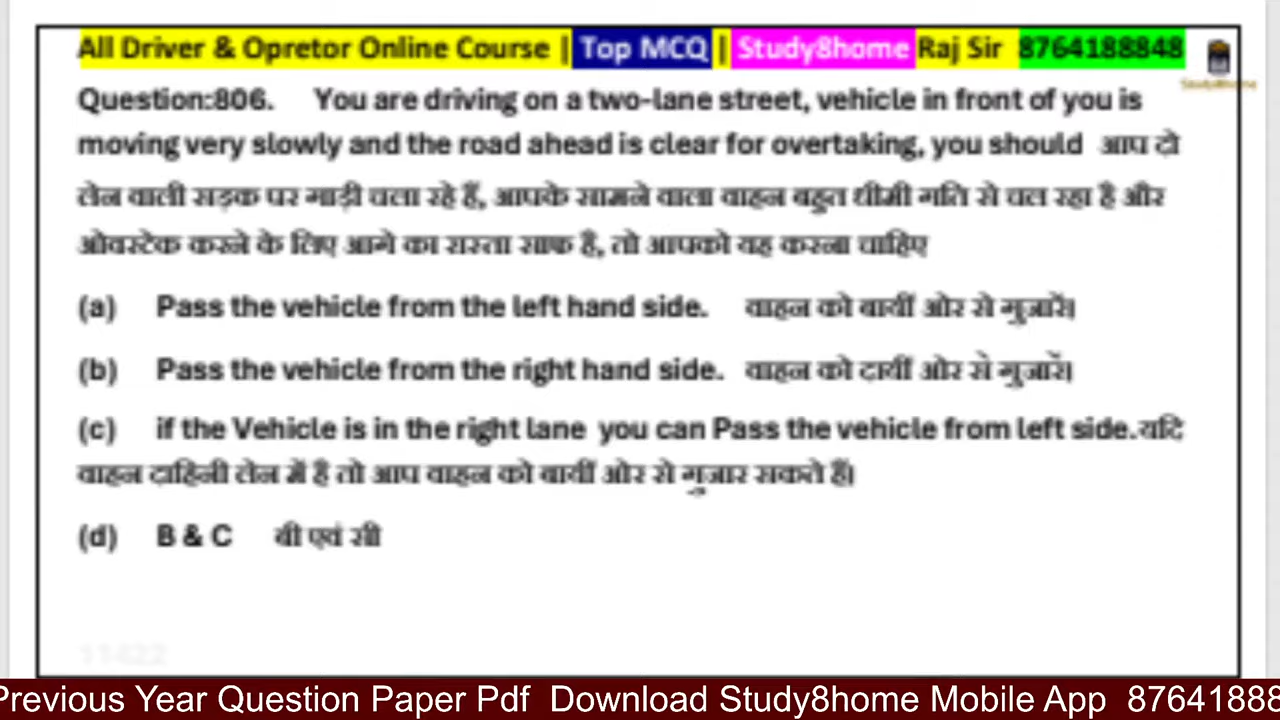 All Driver & Opretor Online Course | Top MCQ | Study8home Raj Sir 8764188848
Study8home
Question:806. You are driving on a two-lane street, vehicle in front of you is
moving very slowly and the road ahead is clear for overtaking, you should आप दो
लेन वाली सड़क पर गाड़ी चला रहे हैं, आपके सामने वाला वाहन बहुत धीमी गति से चल रहा है और
ओवरटेक करने के लिए आगे का रास्ता साफ है, तो आपको यह करना चाहिए
(a) Pass the vehicle from the left hand side. वाहन को बायीं ओर से गुजारें।
(b) Pass the vehicle from the right hand side. वाहन को दायीं ओर से गुजारें।
(c) if the Vehicle is in the right lane you can Pass the vehicle from left side.यदि
वाहन दाहिनी लेन में है तो आप वाहन को बायीं ओर से गुजार सकते हैं।
(d) B & C बी एवं सी
11422
Previous Year Question Paper Pdf Download Study8home Mobile App 87641888